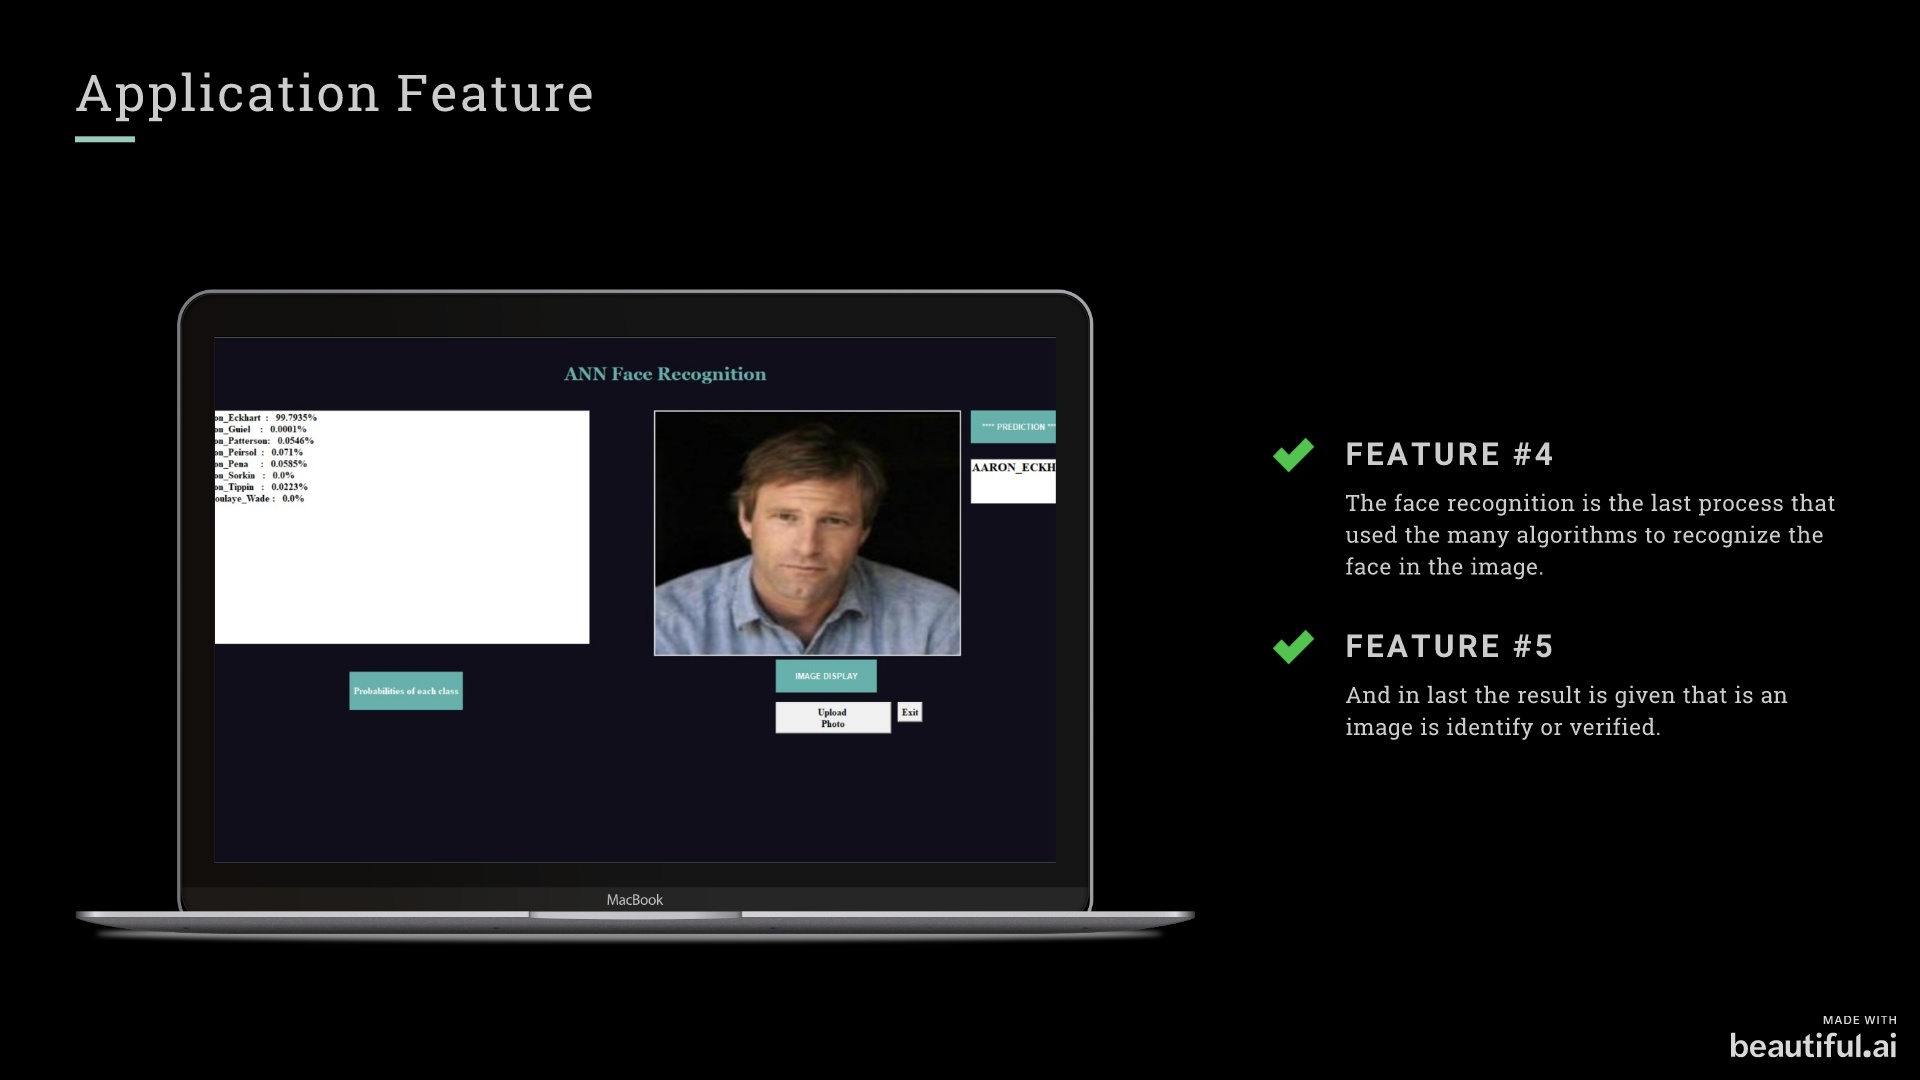 Application Feature
ANN Face Recognition
on_Eckhart : 99.7935%
on_Guiel : 0.0001%
on_Patterson: 0.0546%
on_Peirsol : 0.071%
on_Pena : 0.0585%
on_Sorkin : 0.0%
on_Tippin : 0.0223%
oulaye_Wade : 0.0%
Probabilities of each class
IMAGE DISPLAY
Upload
Photo
Exit
**** PREDICTION ***
AARON_ECKH
MacBook
FEATURE #4
The face recognition is the last process that
used the many algorithms to recognize the
face in the image.
FEATURE #5
And in last the result is given that is an
image is identify or verified.
MADE WITH
beautiful.ai